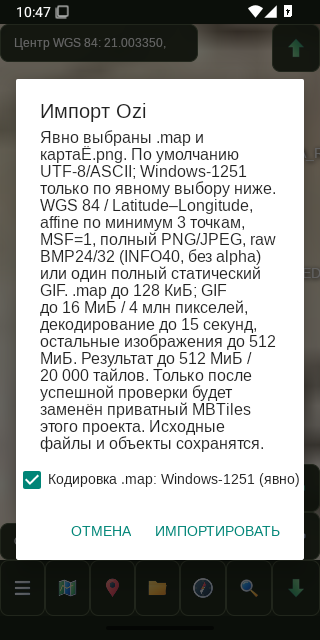 10:47
Центр WGS 84: 21.003350,
Импорт Ozi
Явно выбраны .map и
картаЁ.png. По умолчанию
UTF-8/ASCII; Windows-1251
только по явному выбору ниже.
WGS 84 / Latitude–Longitude,
affine по минимум 3 точкам,
MSF=1, полный PNG/JPEG, raw
BMP24/32 (INFO40, без alpha)
или один полный статический
GIF. .map до 128 КиБ; GIF
до 16 МиБ / 4 млн пикселей,
декодирование до 15 секунд,
остальные изображения до 512
МиБ. Результат до 512 МиБ /
20 000 тайлов. Только после
успешной проверки будет
заменён приватный MBTiles
этого проекта. Исходные
файлы и объекты сохранятся.
Кодировка .map: Windows-1251 (явно)
ОТМЕНА ИМПОРТИРОВАТЬ